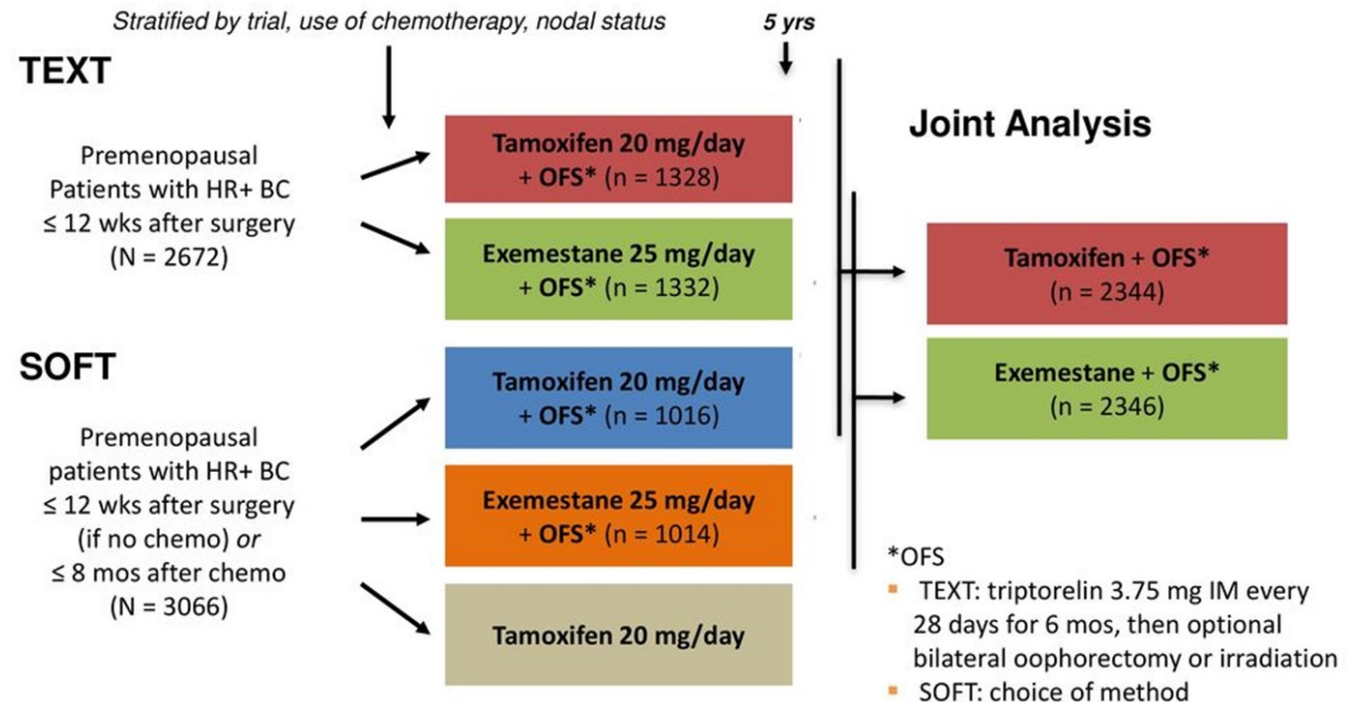 Stratified by trial, use of chemotherapy, nodal status
5 yrs
TEXT
Premenopausal
Patients with HR+ BC
≤ 12 wks after surgery
(N = 2672)
Tamoxifen 20 mg/day
+ OFS* (n = 1328)
Exemestane 25 mg/day
+ OFS* (n = 1332)
SOFT
Premenopausal
patients with HR+ BC
≤ 12 wks after surgery
(if no chemo) or
≤ 8 mos after chemo
(N = 3066)
Tamoxifen 20 mg/day
+ OFS* (n = 1016)
Exemestane 25 mg/day
+ OFS* (n = 1014)
Tamoxifen 20 mg/day
Joint Analysis
Tamoxifen + OFS*
(n = 2344)
Exemestane + OFS*
(n = 2346)
*OFS
▪ TEXT: triptorelin 3.75 mg IM every
28 days for 6 mos, then optional
bilateral oophorectomy or irradiation
▪ SOFT: choice of method